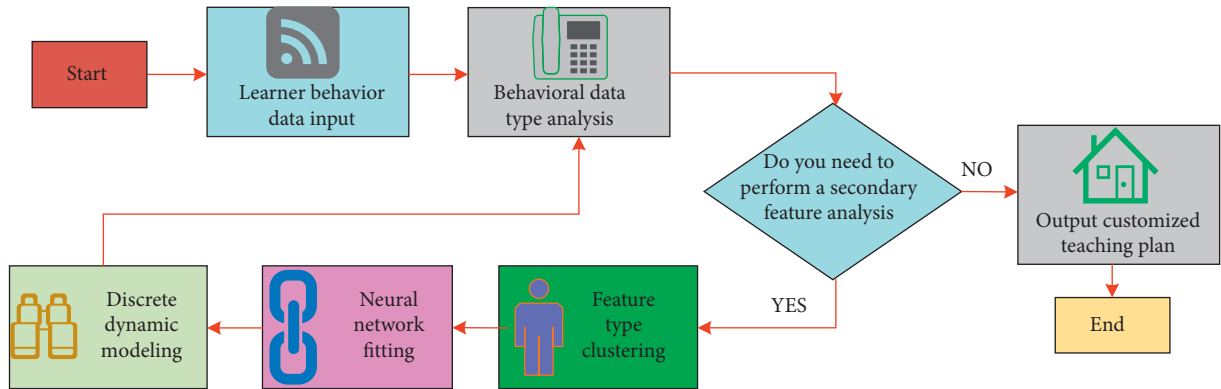 Start
Learner behavior
data input
Behavioral data
type analysis
Do you need to
perform a secondary
feature analysis
NO
Output customized
teaching plan
End
YES
Feature
type
clustering
Neural
network
fitting
Discrete
dynamic
modeling